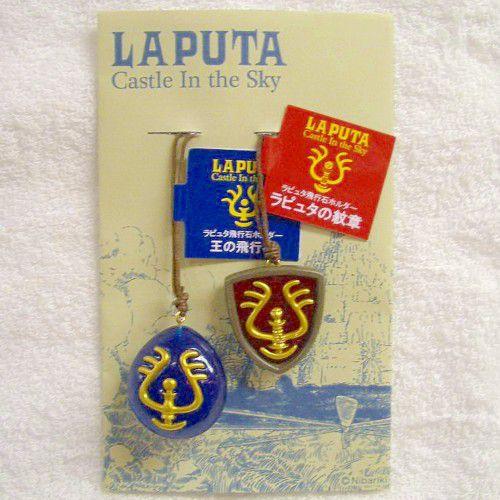 LAPUTA
Castle In the Sky
LAPUTA
Castle In the Sky
ラピュタ飛行石ホルダー
ラピュタの紋章
LAPUTA
Castle In the Sky
ラピュタ飛行石ホルダー
王の飛行
©Nibariki